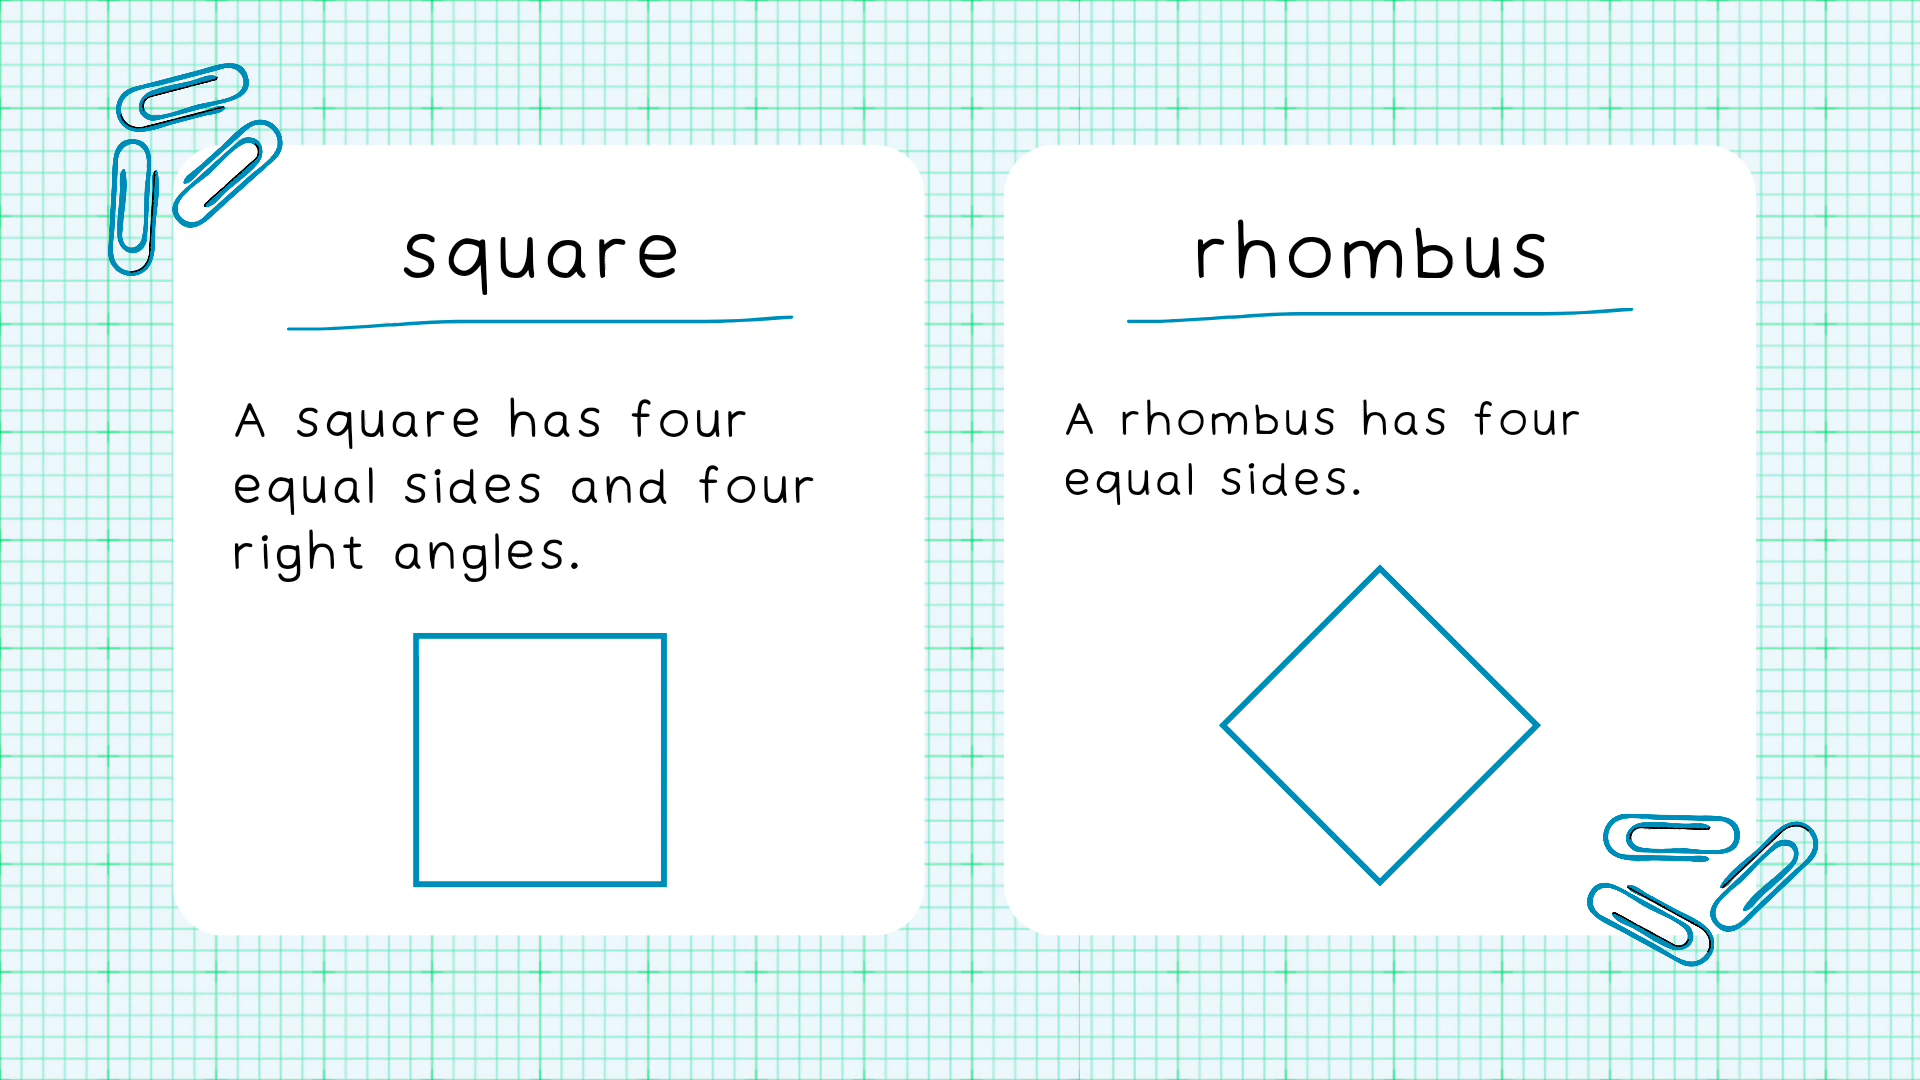 square
A square has four
equal sides and four
right angles.
rhombus
A rhombus has four
equal sides.